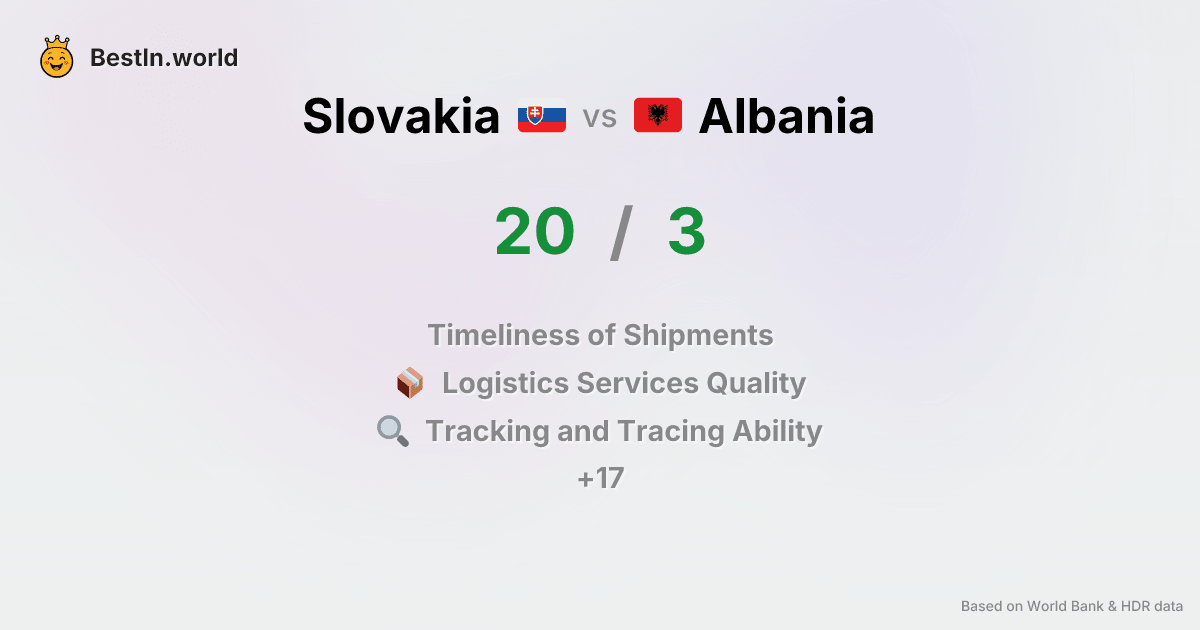 BestIn.world
Slovakia vs Albania
20 / 3
Timeliness of Shipments
Logistics Services Quality
Tracking and Tracing Ability
+17
Based on World Bank & HDR data